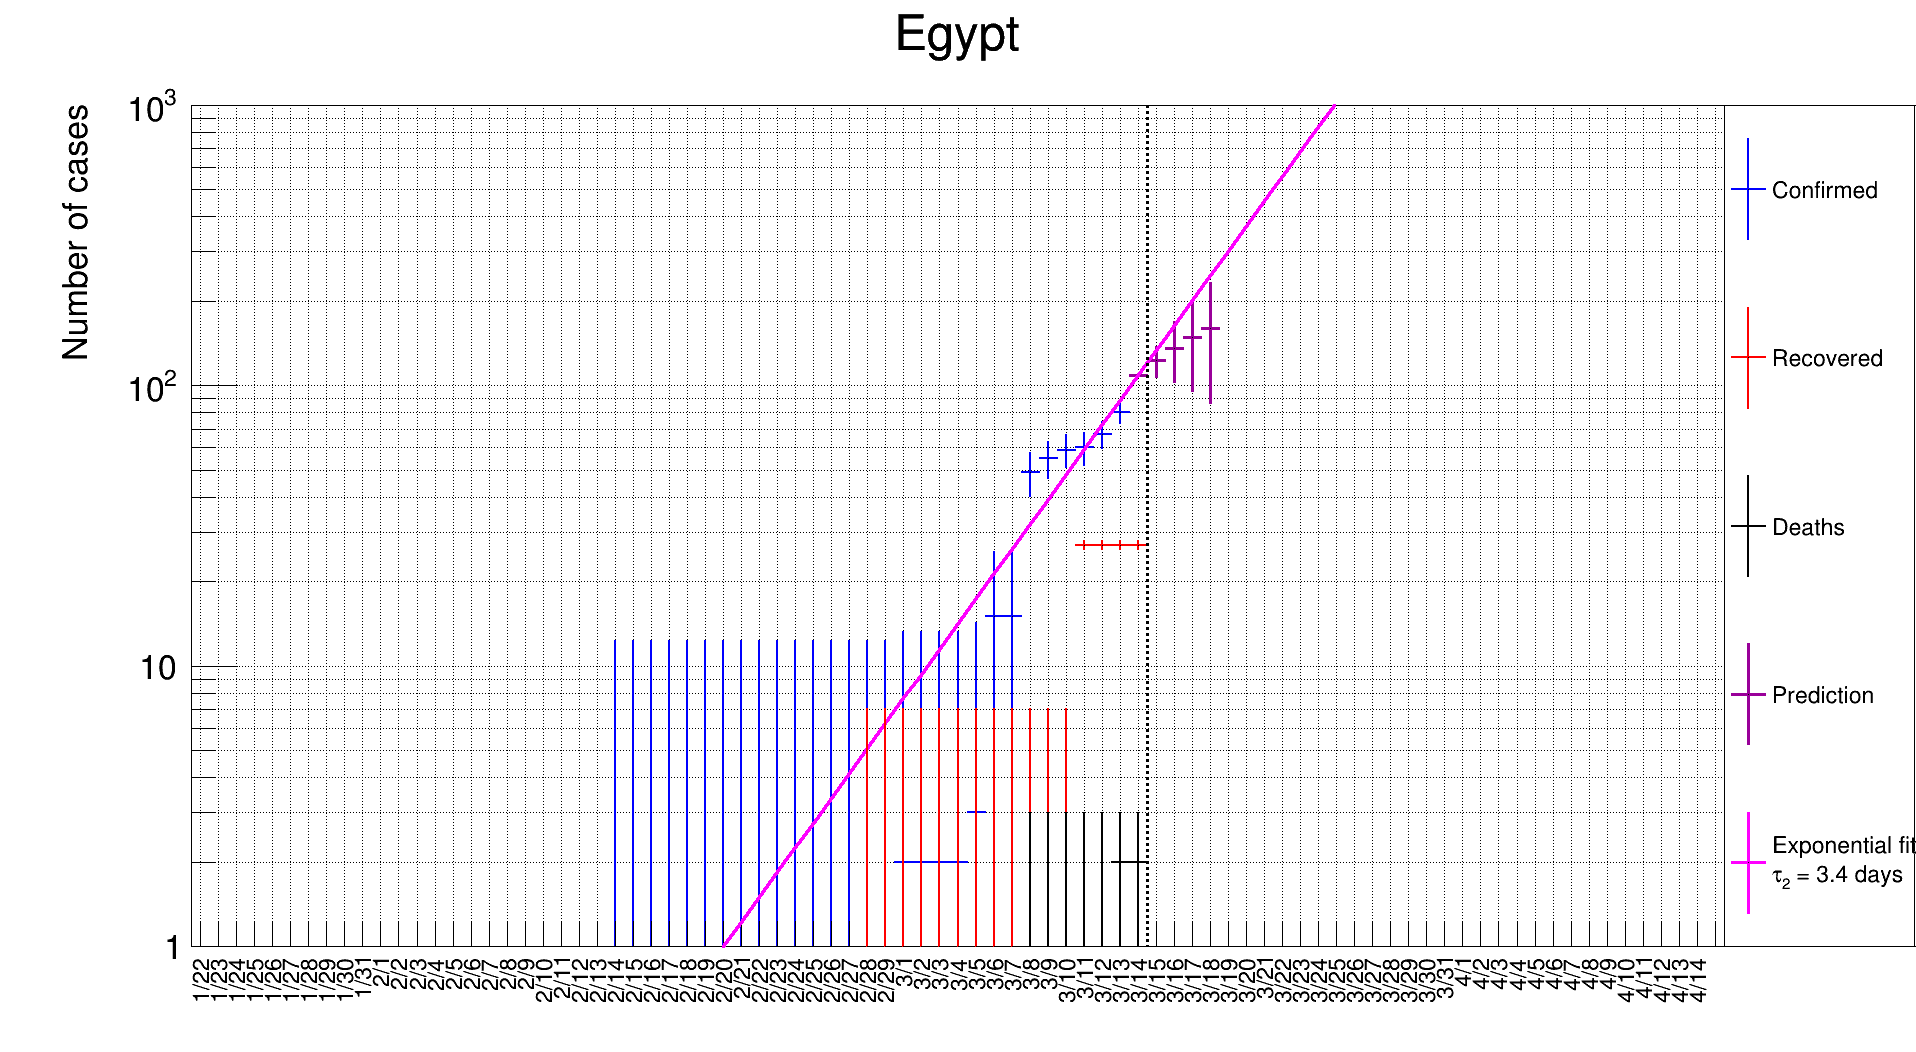 Egypt
Number of cases
10³
10²
10
1
1/22 1/23 1/24 1/25 1/26 1/27 1/28 1/29 1/30 1/31 2/1 2/2 2/3 2/4 2/5 2/6 2/7 2/8 2/9 2/10 2/11 2/12 2/13 2/14 2/15 2/16 2/17 2/18 2/19 2/20 2/21 2/22 2/23 2/24 2/25 2/26 2/27 2/28 2/29 3/1 3/2 3/3 3/4 3/5 3/6 3/7 3/8 3/9 3/10 3/11 3/12 3/13 3/14 3/15 3/16 3/17 3/18 3/19 3/20 3/21 3/22 3/23 3/24 3/25 3/26 3/27 3/28 3/29 3/30 3/31 4/1 4/2 4/3 4/4 4/5 4/6 4/7 4/8 4/9 4/10 4/11 4/12 4/13 4/14
Confirmed
Recovered
Deaths
Prediction
Exponential fit
τ₂ = 3.4 days